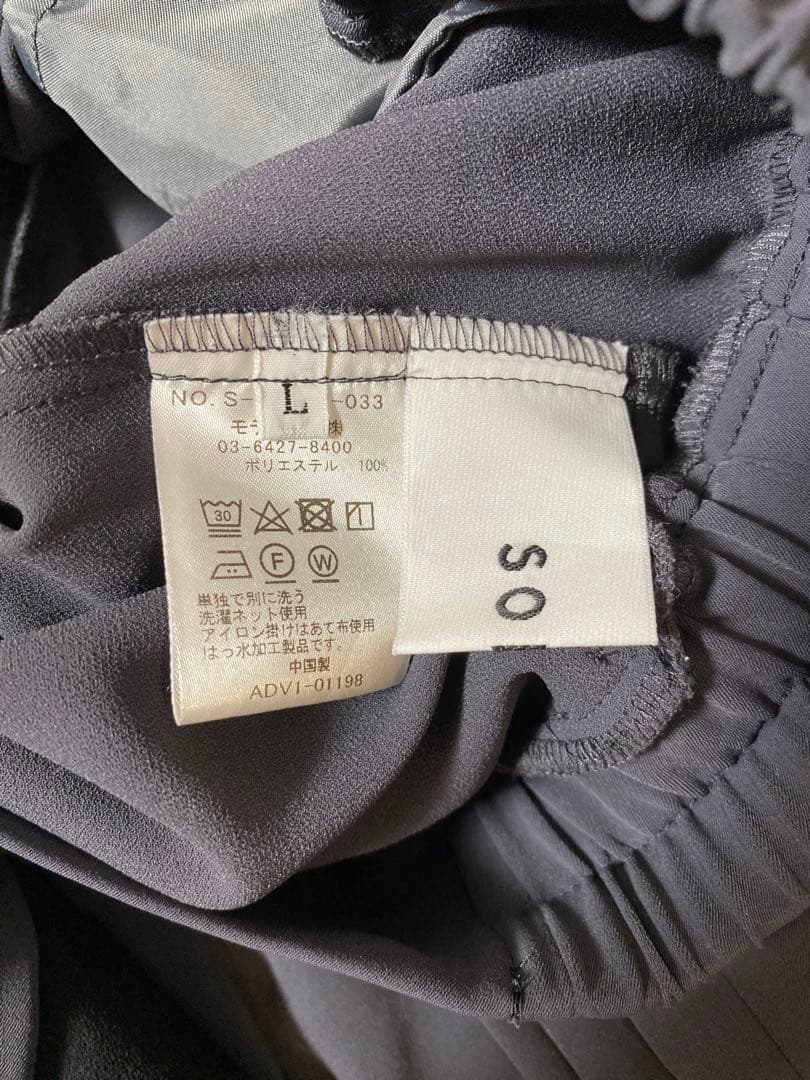 NO. S-
-033
L
モ
㈱
03-6427-8400
ポリエステル 100%
30
F W
単独で別に洗う
洗濯ネット使用
アイロン掛けはあて布使用
はっ水加工製品です。
中国製
ADV1-01198
SO